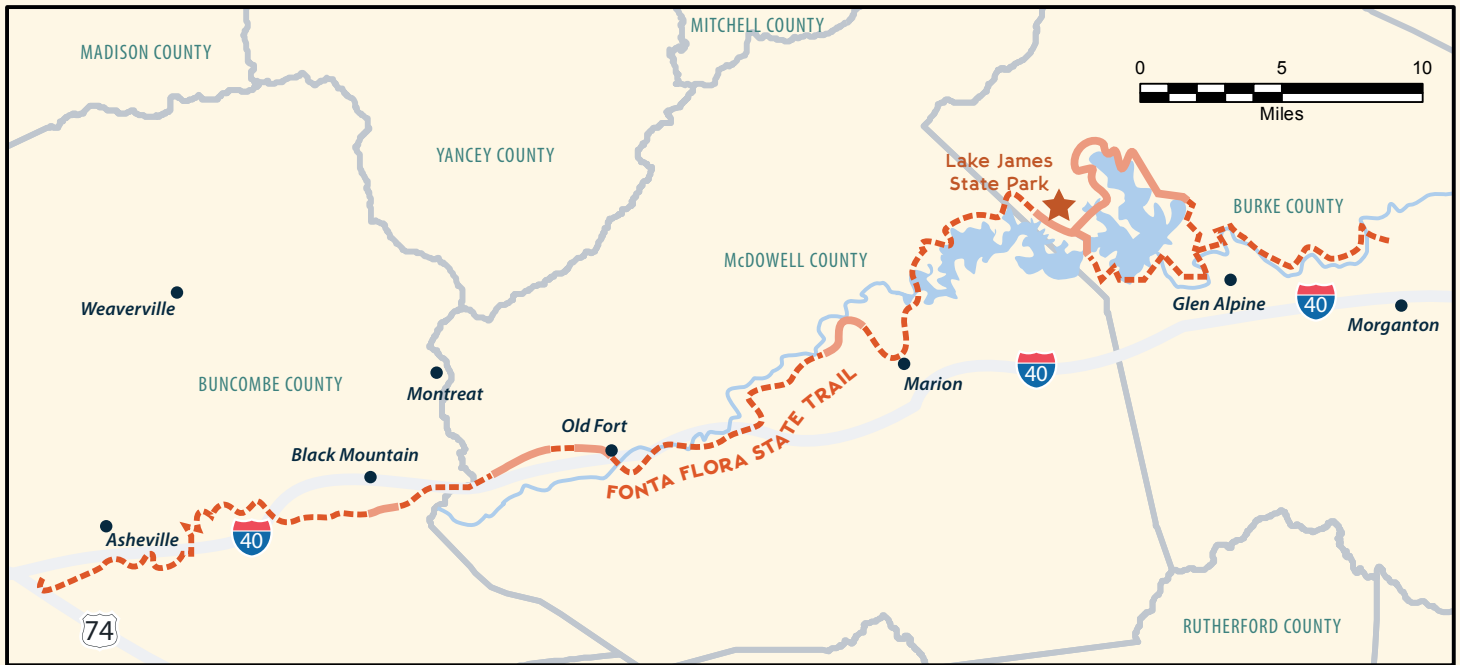 MITCHELL COUNTY
MADISON COUNTY
0 5 10
Miles
YANCEY COUNTY
Lake James
State Park
BURKE COUNTY
McDOWELL COUNTY
Weaverville
Glen Alpine
40
Morganton
BUNCOMBE COUNTY
Montreat
40
Marion
Old Fort
FONTA FLORA STATE TRAIL
Black Mountain
Asheville
40
74
RUTHERFORD COUNTY